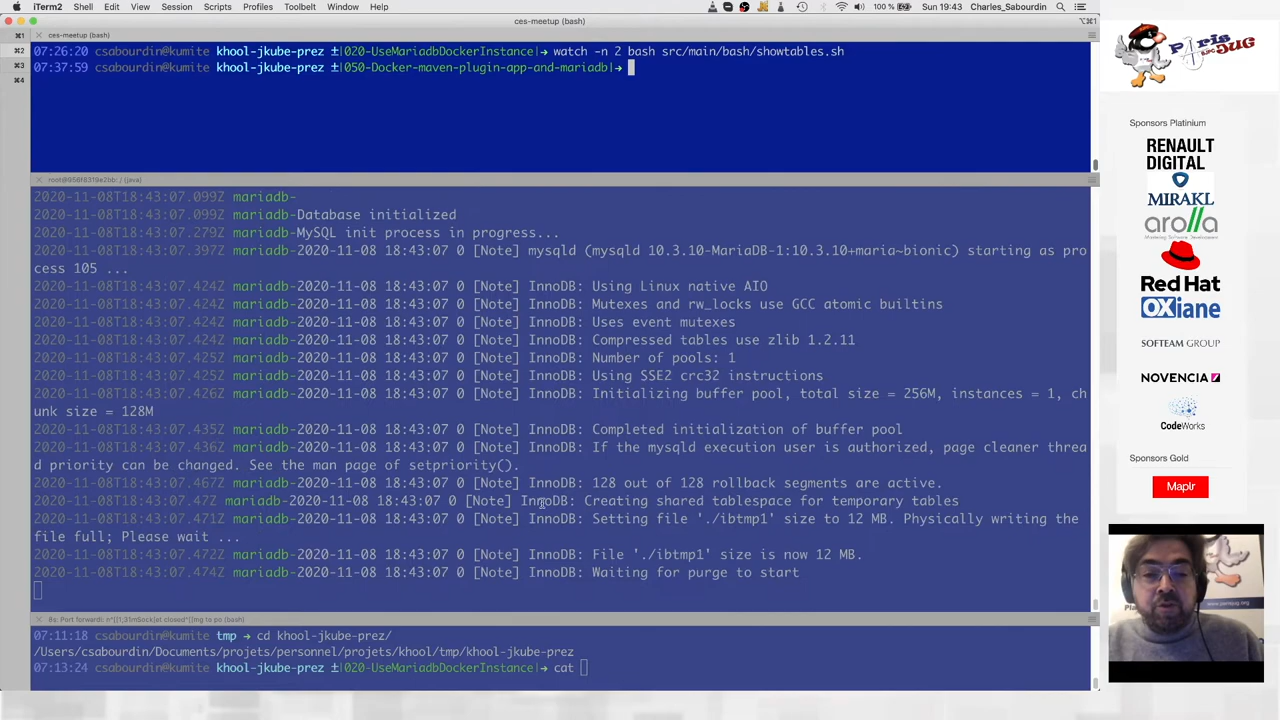 iTerm2 Shell Edit View Session Scripts Profiles Toolbelt Window Help
100 % Sun 19:43 Charles_Sabourdin
ces-meetup (bash)
⌥⌘1
⌘1 ces-meetup (bash)
⌘2 07:26:20 csabourdin@kumite khool-jkube-prez ±|020-UseMariadbDockerInstance|→ watch -n 2 bash src/main/bash/showtables.sh
⌘3 07:37:59 csabourdin@kumite khool-jkube-prez ±|050-Docker-maven-plugin-app-and-mariadb|→
⌘4
2020-11-08T18:43:07.099Z mariadb-
2020-11-08T18:43:07.099Z mariadb-Database initialized
2020-11-08T18:43:07.279Z mariadb-MySQL init process in progress...
2020-11-08T18:43:07.397Z mariadb-2020-11-08 18:43:07 0 [Note] mysqld (mysqld 10.3.10-MariaDB-1:10.3.10+maria~bionic) starting as pro
cess 105 ...
2020-11-08T18:43:07.424Z mariadb-2020-11-08 18:43:07 0 [Note] InnoDB: Using Linux native AIO
2020-11-08T18:43:07.424Z mariadb-2020-11-08 18:43:07 0 [Note] InnoDB: Mutexes and rw_locks use GCC atomic builtins
2020-11-08T18:43:07.424Z mariadb-2020-11-08 18:43:07 0 [Note] InnoDB: Uses event mutexes
2020-11-08T18:43:07.424Z mariadb-2020-11-08 18:43:07 0 [Note] InnoDB: Compressed tables use zlib 1.2.11
2020-11-08T18:43:07.425Z mariadb-2020-11-08 18:43:07 0 [Note] InnoDB: Number of pools: 1
2020-11-08T18:43:07.425Z mariadb-2020-11-08 18:43:07 0 [Note] InnoDB: Using SSE2 crc32 instructions
2020-11-08T18:43:07.426Z mariadb-2020-11-08 18:43:07 0 [Note] InnoDB: Initializing buffer pool, total size = 256M, instances = 1, ch
unk size = 128M
2020-11-08T18:43:07.435Z mariadb-2020-11-08 18:43:07 0 [Note] InnoDB: Completed initialization of buffer pool
2020-11-08T18:43:07.436Z mariadb-2020-11-08 18:43:07 0 [Note] InnoDB: If the mysqld execution user is authorized, page cleaner threa
d priority can be changed. See the man page of setpriority().
2020-11-08T18:43:07.467Z mariadb-2020-11-08 18:43:07 0 [Note] InnoDB: 128 out of 128 rollback segments are active.
2020-11-08T18:43:07.47Z mariadb-2020-11-08 18:43:07 0 [Note] InnoDB: Creating shared tablespace for temporary tables
2020-11-08T18:43:07.471Z mariadb-2020-11-08 18:43:07 0 [Note] InnoDB: Setting file './ibtmp1' size to 12 MB. Physically writing the
file full; Please wait ...
2020-11-08T18:43:07.472Z mariadb-2020-11-08 18:43:07 0 [Note] InnoDB: File './ibtmp1' size is now 12 MB.
2020-11-08T18:43:07.474Z mariadb-2020-11-08 18:43:07 0 [Note] InnoDB: Waiting for purge to start
07:11:18 csabourdin@kumite tmp → cd khool-jkube-prez/
/Users/csabourdin/Documents/projets/personnel/projets/khool/tmp/khool-jkube-prez
07:13:24 csabourdin@kumite khool-jkube-prez ±|020-UseMariadbDockerInstance|→ cat
Paris
JUG
Sponsors Platinium
RENAULT
DIGITAL
MIRAKL
arolla
Red Hat
OXiane
SOFTEAM GROUP
NOVENCIA
CodeWorks
Sponsors Gold
Maplr